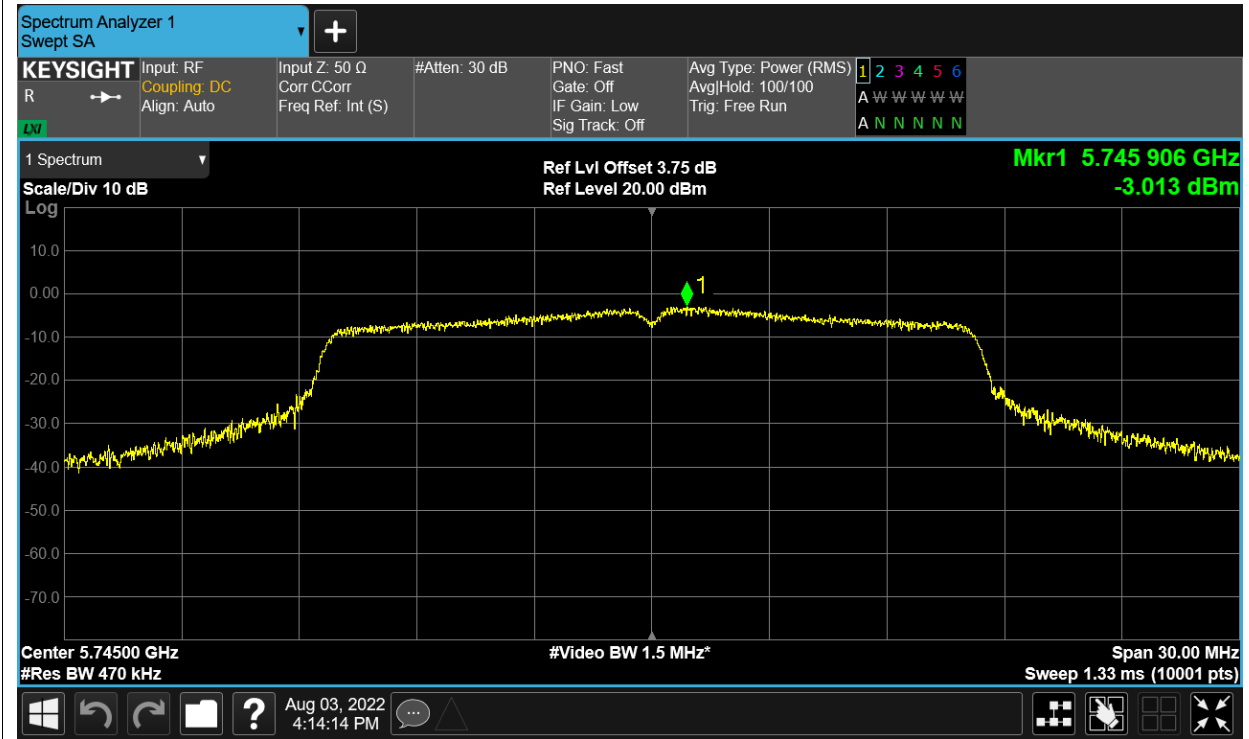 Spectrum Analyzer 1
Swept SA
+
KEYSIGHT
R
LXI
Input: RF
Coupling: DC
Align: Auto
Input Z: 50 Ω
Corr CCorr
Freq Ref: Int (S)
#Atten: 30 dB
PNO: Fast
Gate: Off
IF Gain: Low
Sig Track: Off
Avg Type: Power (RMS)
Avg|Hold: 100/100
Trig: Free Run
1 2 3 4 5 6
A W W W W W
A N N N N N
1 Spectrum
Scale/Div 10 dB
Ref Lvl Offset 3.75 dB
Ref Level 20.00 dBm
Mkr1 5.745 906 GHz
-3.013 dBm
Log
10.0
0.00
-10.0
-20.0
-30.0
-40.0
-50.0
-60.0
-70.0
1
Center 5.74500 GHz
#Res BW 470 kHz
#Video BW 1.5 MHz*
Span 30.00 MHz
Sweep 1.33 ms (10001 pts)
?
Aug 03, 2022
4:14:14 PM